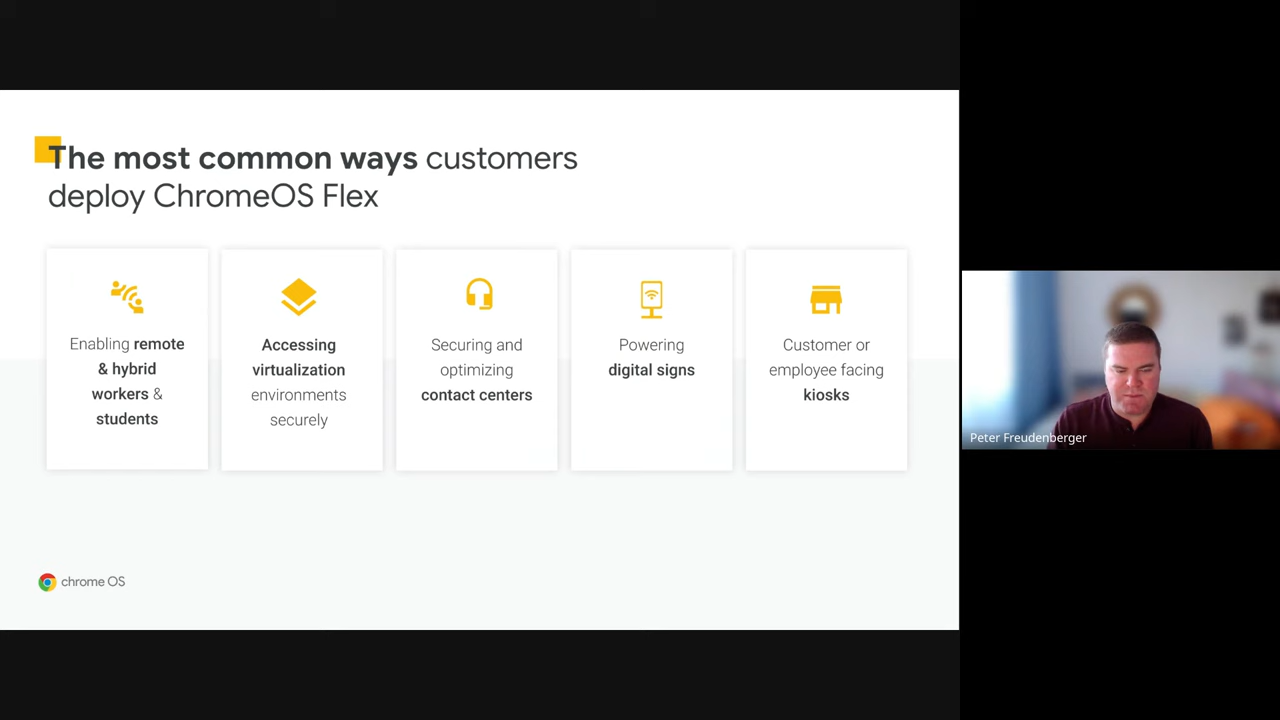 The most common ways customers
deploy ChromeOS Flex
Enabling remote
& hybrid
workers &
students
Accessing
virtualization
environments
securely
Securing and
optimizing
contact centers
Powering
digital signs
Customer or
employee facing
kiosks
chrome OS
Peter Freudenberger